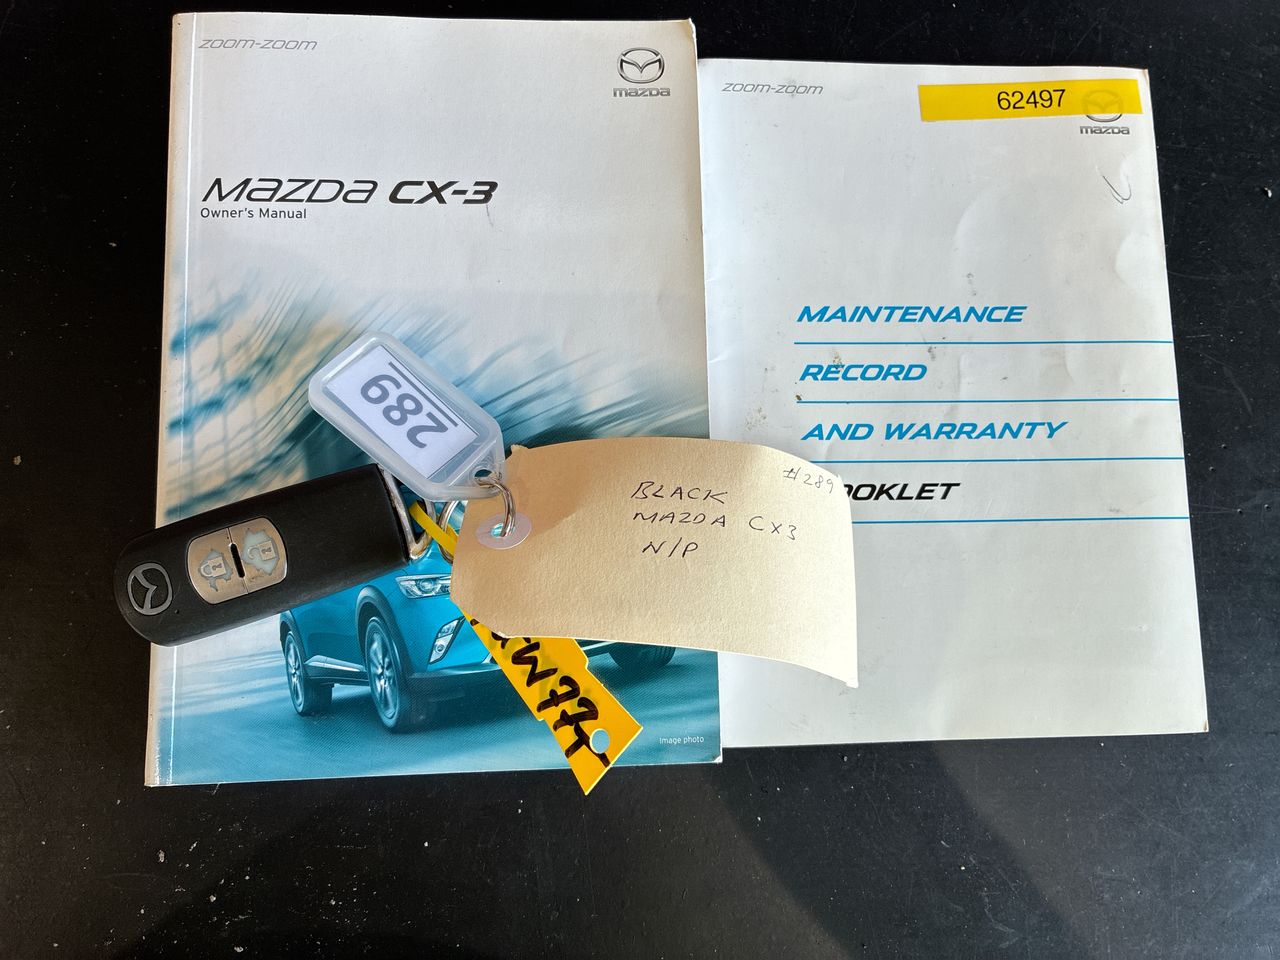 zoom-zoom
mazda
mazda CX-3
Owner's Manual
Image photo
zoom-zoom
62497
mazda
MAINTENANCE
RECORD
AND WARRANTY
289
#289
BLACK
MAZDA CX3
N/P